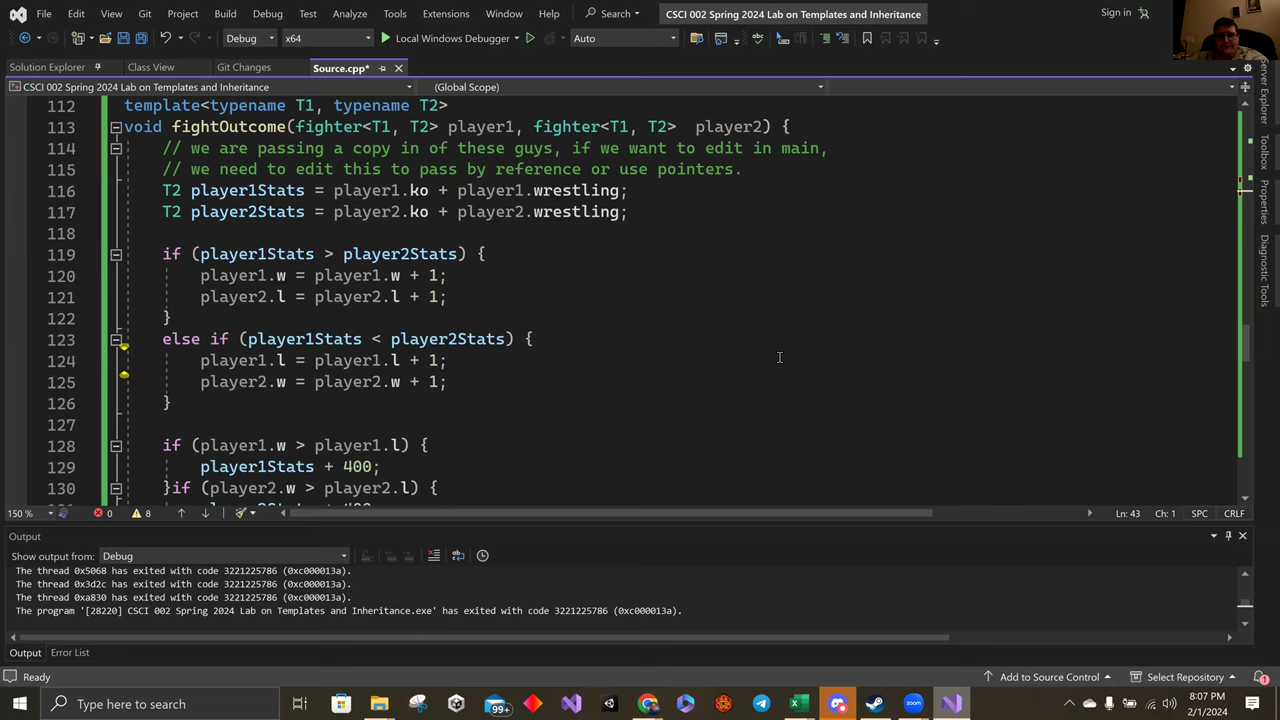 File Edit View Git Project Build Debug Test Analyze Tools Extensions Window Help Search CSCI 002 Spring 2024 Lab on Templates and Inheritance Sign in
Debug x64 Local Windows Debugger Auto
Solution Explorer Class View Git Changes Source.cpp*
CSCI 002 Spring 2024 Lab on Templates and Inheritance (Global Scope)
112 template<typename T1, typename T2>
113 void fightOutcome(fighter<T1, T2> player1, fighter<T1, T2>  player2) {
114 // we are passing a copy in of these guys, if we want to edit in main,
115 // we need to edit this to pass by reference or use pointers.
116 T2 player1Stats = player1.ko + player1.wrestling;
117 T2 player2Stats = player2.ko + player2.wrestling;
118
119 if (player1Stats > player2Stats) {
120 player1.w = player1.w + 1;
121 player2.l = player2.l + 1;
122 }
123 else if (player1Stats < player2Stats) {
124 player1.l = player1.l + 1;
125 player2.w = player2.w + 1;
126 }
127
128 if (player1.w > player1.l) {
129 player1Stats + 400;
130 }if (player2.w > player2.l) {
150 % 0 8 Ln: 43 Ch: 1 SPC CRLF
Output
Show output from: Debug
The thread 0x5068 has exited with code 3221225786 (0xc000013a).
The thread 0x3d2c has exited with code 3221225786 (0xc000013a).
The thread 0xa830 has exited with code 3221225786 (0xc000013a).
The program '[28220] CSCI 002 Spring 2024 Lab on Templates and Inheritance.exe' has exited with code 3221225786 (0xc000013a).
Output Error List
Ready Add to Source Control Select Repository 1
Type here to search 99+ 8:07 PM
2/1/2024
Server Explorer
Toolbox
Properties
Diagnostic Tools